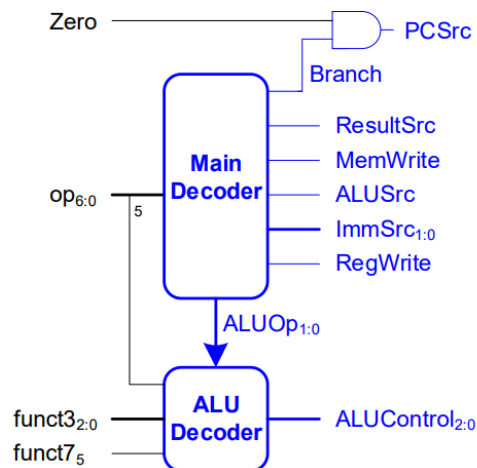 Zero
PCSrc
Branch
ResultSrc
Main
Decoder
MemWrite
op6:0
5
ALUSrc
ImmSrc1:0
RegWrite
ALUOp1:0
ALU
Decoder
funct32:0
ALUControl2:0
funct75